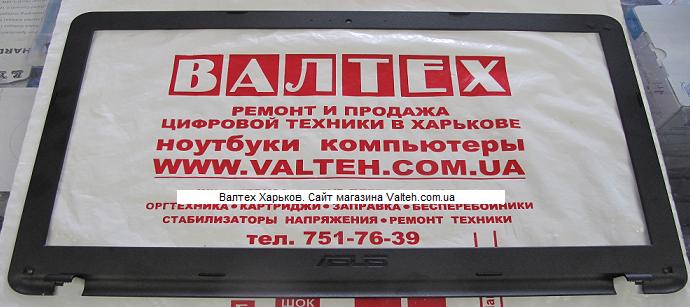 ВАЛТЕХ
РЕМОНТ И ПРОДАЖА
ЦИФРОВОЙ ТЕХНИКИ В ХАРЬКОВЕ
ноутбуки компьютеры
WWW.VALTEH.COM.UA
Валтех Харьков. Сайт магазина Valteh.com.ua
ОРГТЕХНИКА • КАРТРИДЖИ • ЗАПРАВКА • БЕСПЕРЕБОЙНИКИ
СТАБИЛИЗАТОРЫ НАПРЯЖЕНИЯ • РЕМОНТ ТЕХНИКИ
тел. 751-76-39
ASUS
ШОК